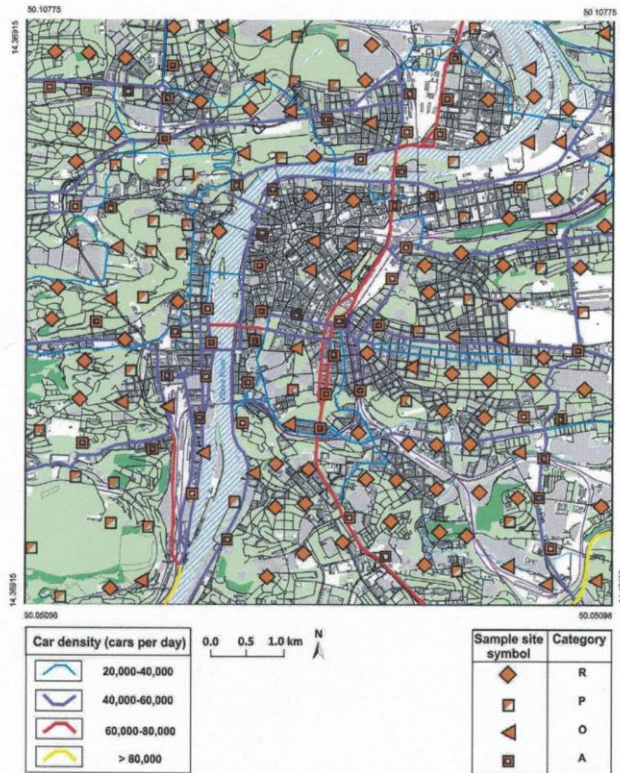 50.10775
50.10775
14.36915
14.36915
50.05096
50.05096
Car density (cars per day)
20,000-40,000
40,000-60,000
60,000-80,000
> 80,000
0.0 0.5 1.0 km
N
Sample site symbol
Category
R
P
O
A